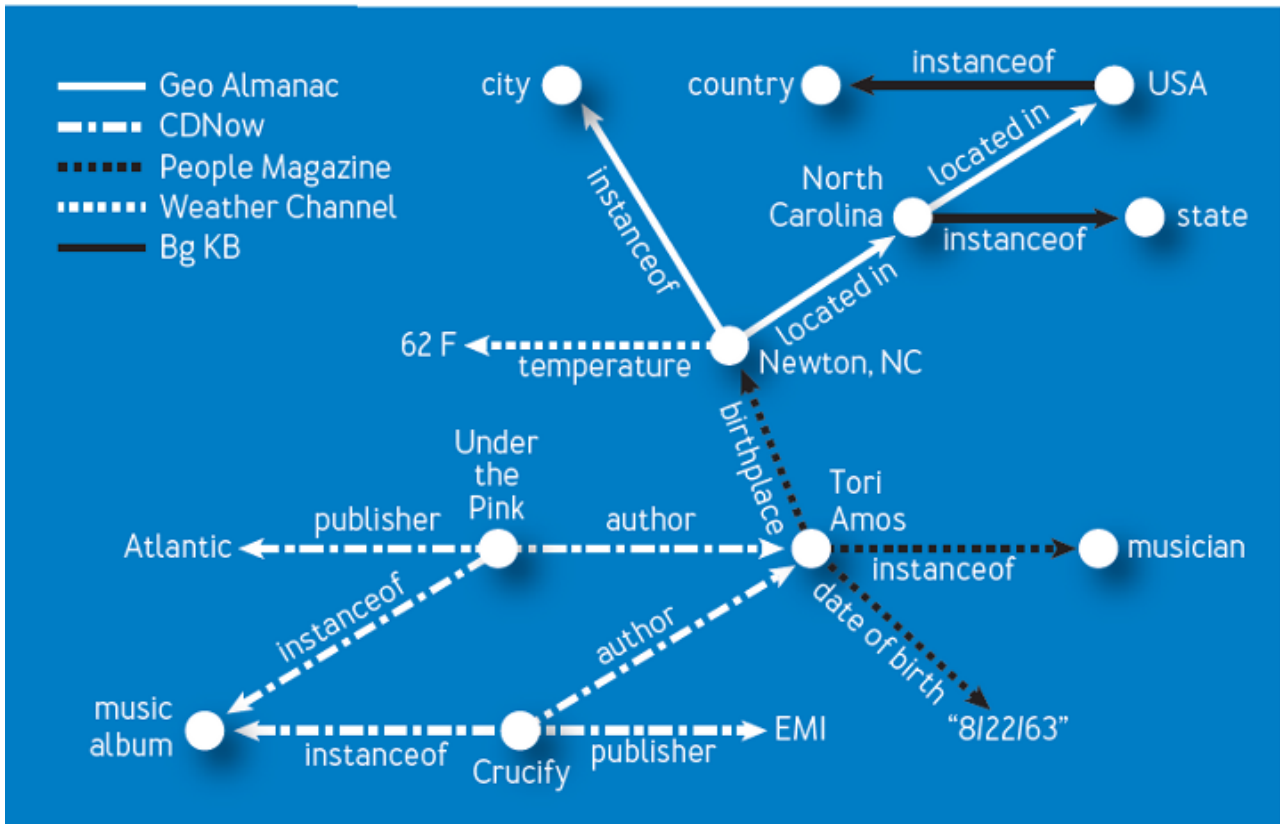 Geo Almanac
CDNow
People Magazine
Weather Channel
Bg KB
city
country
instanceof
USA
located in
North
Carolina
instanceof
state
instanceof
located in
62 F
temperature
Newton, NC
birthplace
Under
the
Pink
Tori
Amos
Atlantic
publisher
author
instanceof
musician
instanceof
author
date of birth
music
album
instanceof
Crucify
publisher
EMI
"8/22/63"